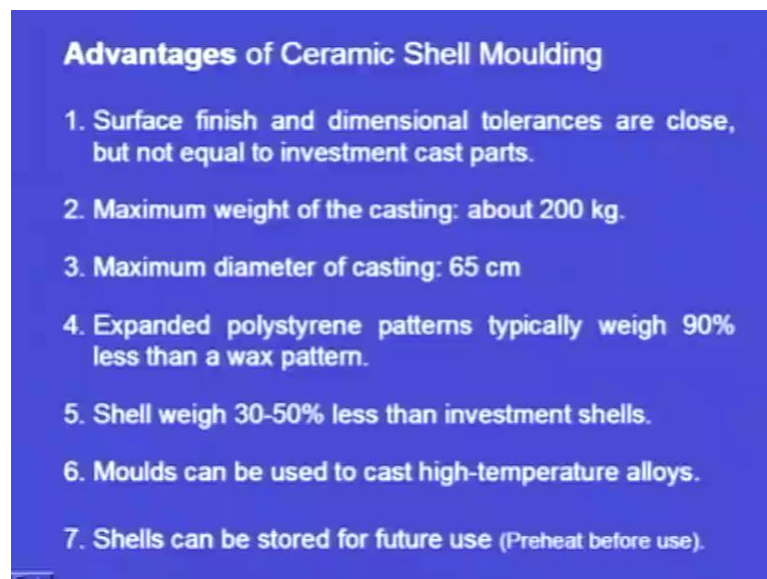 Advantages of Ceramic Shell Moulding
1. Surface finish and dimensional tolerances are close,
but not equal to investment cast parts.
2. Maximum weight of the casting: about 200 kg.
3. Maximum diameter of casting: 65 cm
4. Expanded polystyrene patterns typically weigh 90%
less than a wax pattern.
5. Shell weigh 30-50% less than investment shells.
6. Moulds can be used to cast high-temperature alloys.
7. Shells can be stored for future use (Preheat before use).